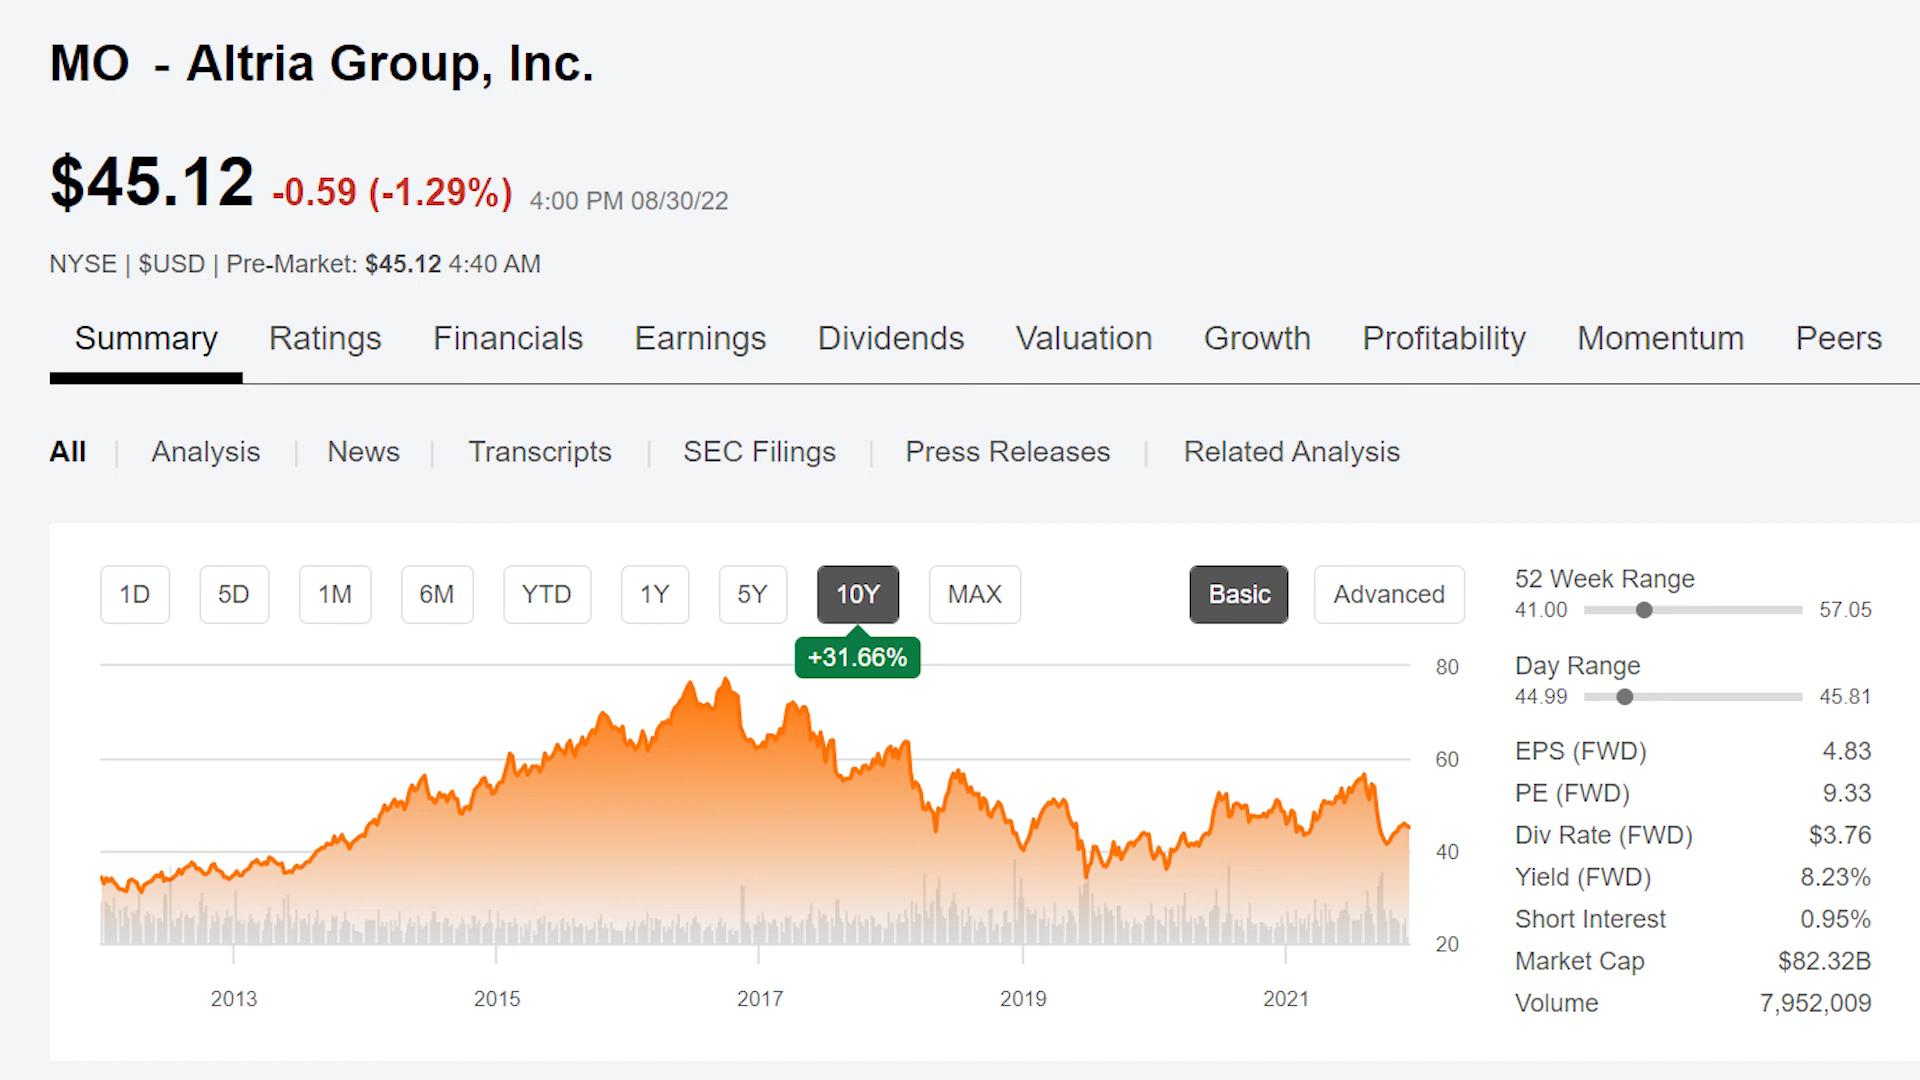 MO - Altria Group, Inc.
$45.12 -0.59 (-1.29%) 4:00 PM 08/30/22
NYSE | $USD | Pre-Market: $45.12 4:40 AM
Summary Ratings Financials Earnings Dividends Valuation Growth Profitability Momentum Peers
All | Analysis | News | Transcripts | SEC Filings | Press Releases | Related Analysis
1D 5D 1M 6M YTD 1Y 5Y 10Y MAX Basic Advanced
+31.66%
80
60
40
20
2013 2015 2017 2019 2021
52 Week Range
41.00 57.05
Day Range
44.99 45.81
EPS (FWD) 4.83
PE (FWD) 9.33
Div Rate (FWD) $3.76
Yield (FWD) 8.23%
Short Interest 0.95%
Market Cap $82.32B
Volume 7,952,009